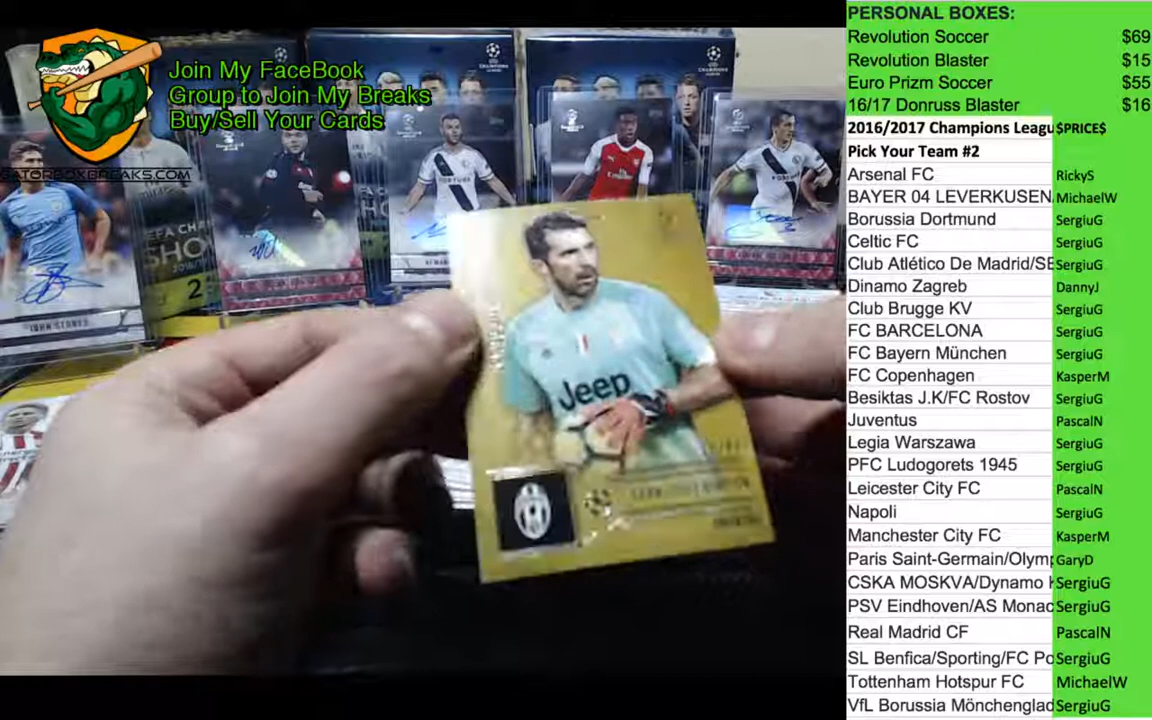 Join My FaceBook
Group to Join My Breaks
Buy/Sell Your Cards
GATORBOXBREAKS.COM
JOHN STONES
2
Jeep
PERSONAL BOXES:
Revolution Soccer $69
Revolution Blaster $15
Euro Prizm Soccer $55
16/17 Donruss Blaster $16
2016/2017 Champions Leagu $PRICE$
Pick Your Team #2
Arsenal FC RickyS
BAYER 04 LEVERKUSEN MichaelW
Borussia Dortmund SergiuG
Celtic FC SergiuG
Club Atlético De Madrid/SE SergiuG
Dinamo Zagreb DannyJ
Club Brugge KV SergiuG
FC BARCELONA SergiuG
FC Bayern München SergiuG
FC Copenhagen KasperM
Besiktas J.K/FC Rostov SergiuG
Juventus PascalN
Legia Warszawa SergiuG
PFC Ludogorets 1945 SergiuG
Leicester City FC PascalN
Napoli SergiuG
Manchester City FC KasperM
Paris Saint-Germain/Olymp GaryD
CSKA MOSKVA/Dynamo K SergiuG
PSV Eindhoven/AS Monac SergiuG
Real Madrid CF PascalN
SL Benfica/Sporting/FC Po SergiuG
Tottenham Hotspur FC MichaelW
VfL Borussia Mönchenglad SergiuG